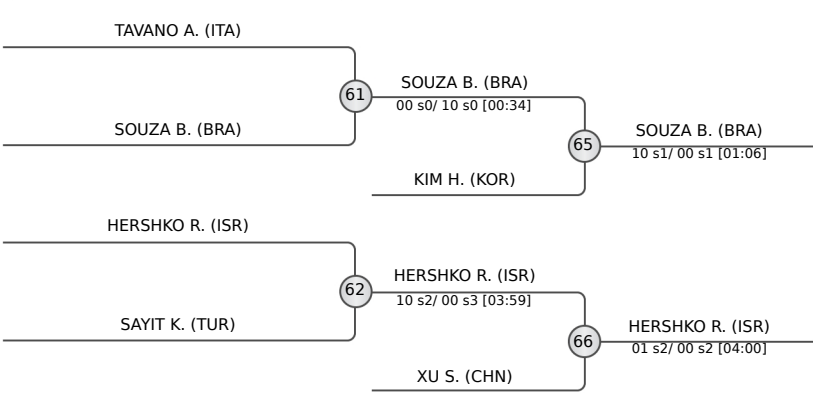 TAVANO A. (ITA)
61
SOUZA B. (BRA)
00 s0/ 10 s0 [00:34]
SOUZA B. (BRA)
65
SOUZA B. (BRA)
10 s1/ 00 s1 [01:06]
KIM H. (KOR)
HERSHKO R. (ISR)
62
HERSHKO R. (ISR)
10 s2/ 00 s3 [03:59]
SAYIT K. (TUR)
66
HERSHKO R. (ISR)
01 s2/ 00 s2 [04:00]
XU S. (CHN)